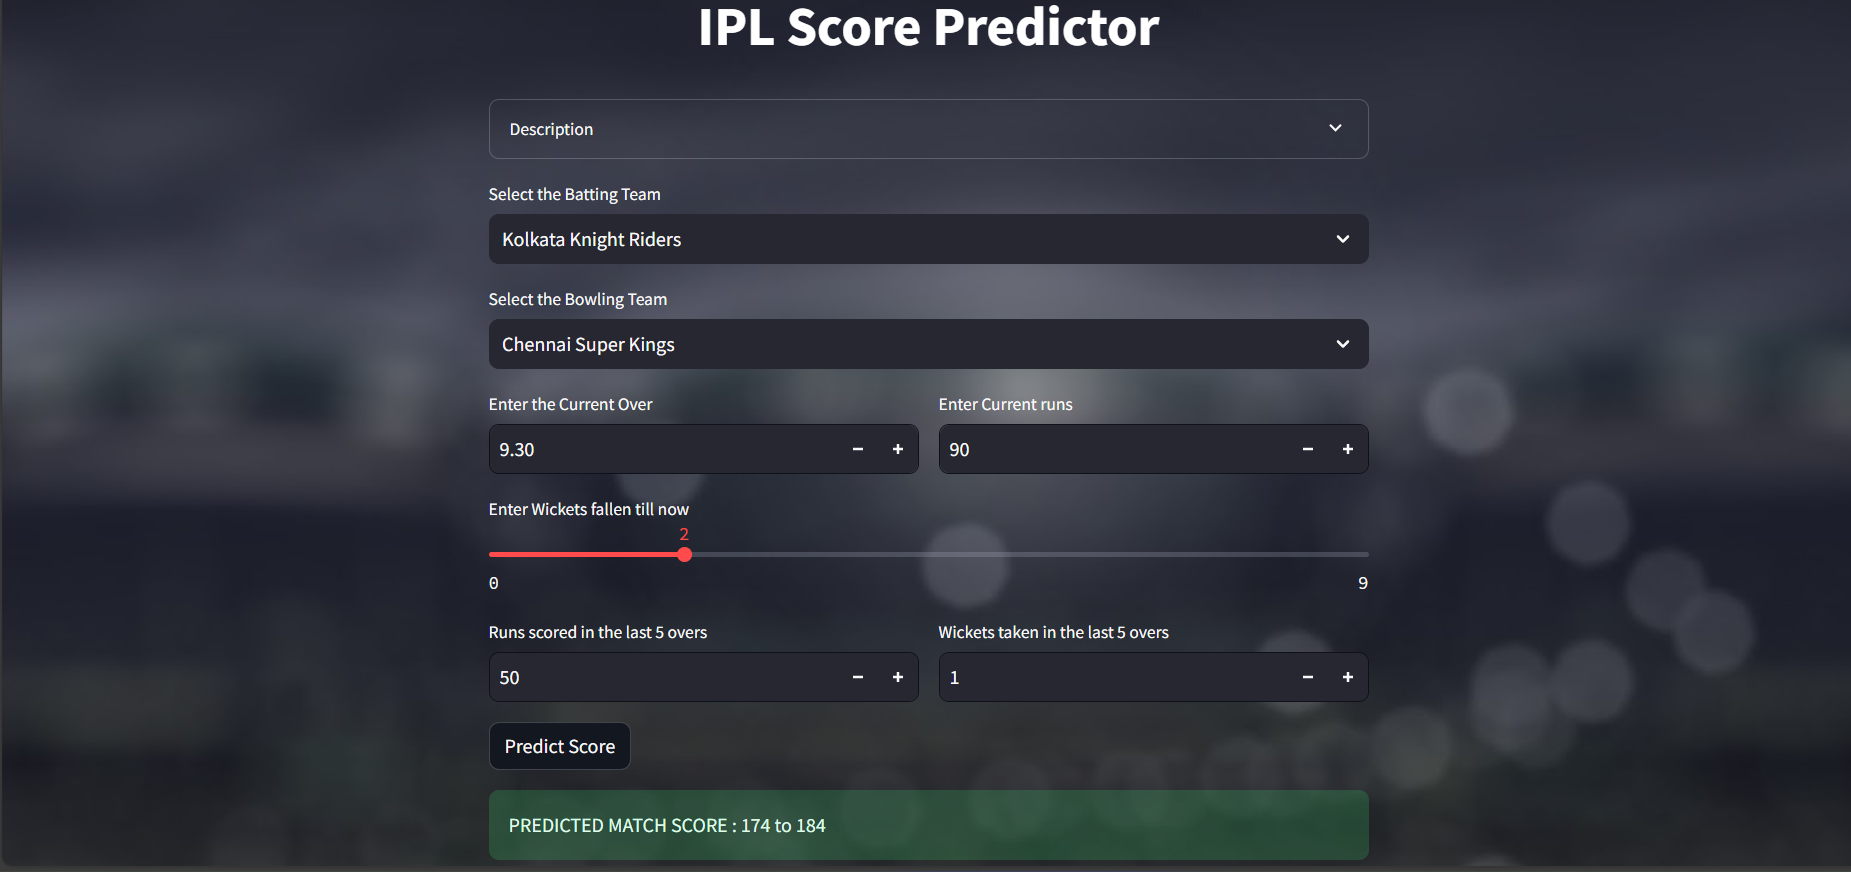 IPL Score Predictor
Description
Select the Batting Team
Kolkata Knight Riders
Select the Bowling Team
Chennai Super Kings
Enter the Current Over
Enter Current runs
9.30
90
Enter Wickets fallen till now
2
0
9
Runs scored in the last 5 overs
Wickets taken in the last 5 overs
50
1
Predict Score
PREDICTED MATCH SCORE : 174 to 184